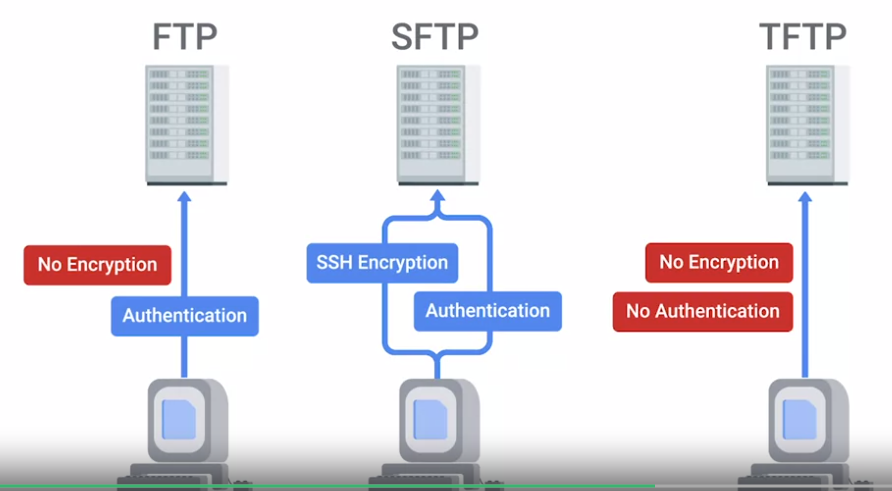 FTP
SFTP
TFTP
No Encryption
Authentication
SSH Encryption
Authentication
No Encryption
No Authentication